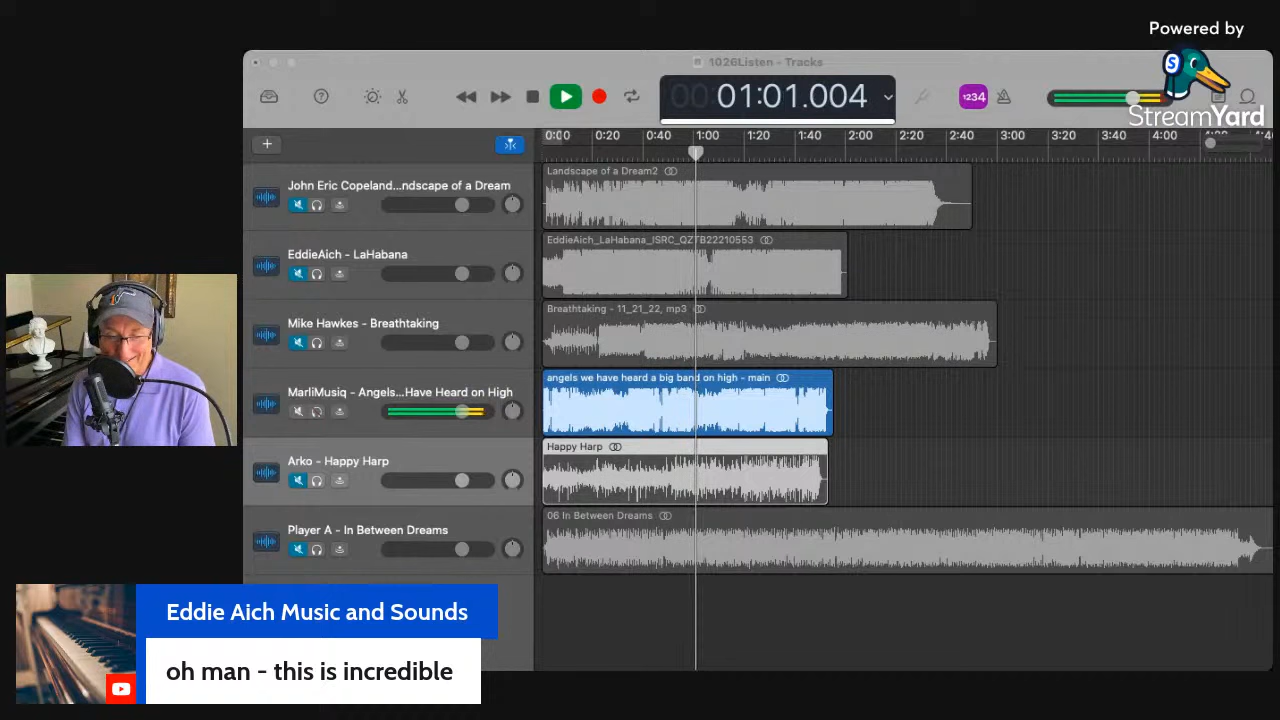 Powered by
StreamYard
1026Listen - Tracks
01:01.004
1234
0:00 0:20 0:40 1:00 1:20 1:40 2:00 2:20 2:40 3:00 3:20 3:40 4:00
John Eric Copeland...ndscape of a Dream
Landscape of a Dream2
EddieAich - LaHabana
EddieAich_LaHabana_ISRC_QZTB22210553
Mike Hawkes - Breathtaking
Breathtaking - 11_21_22, mp3
MarliMusiq - Angels...Have Heard on High
angels we have heard a big band on high - main
Arko - Happy Harp
Happy Harp
Player A - In Between Dreams
06 In Between Dreams
Eddie Aich Music and Sounds
oh man - this is incredible